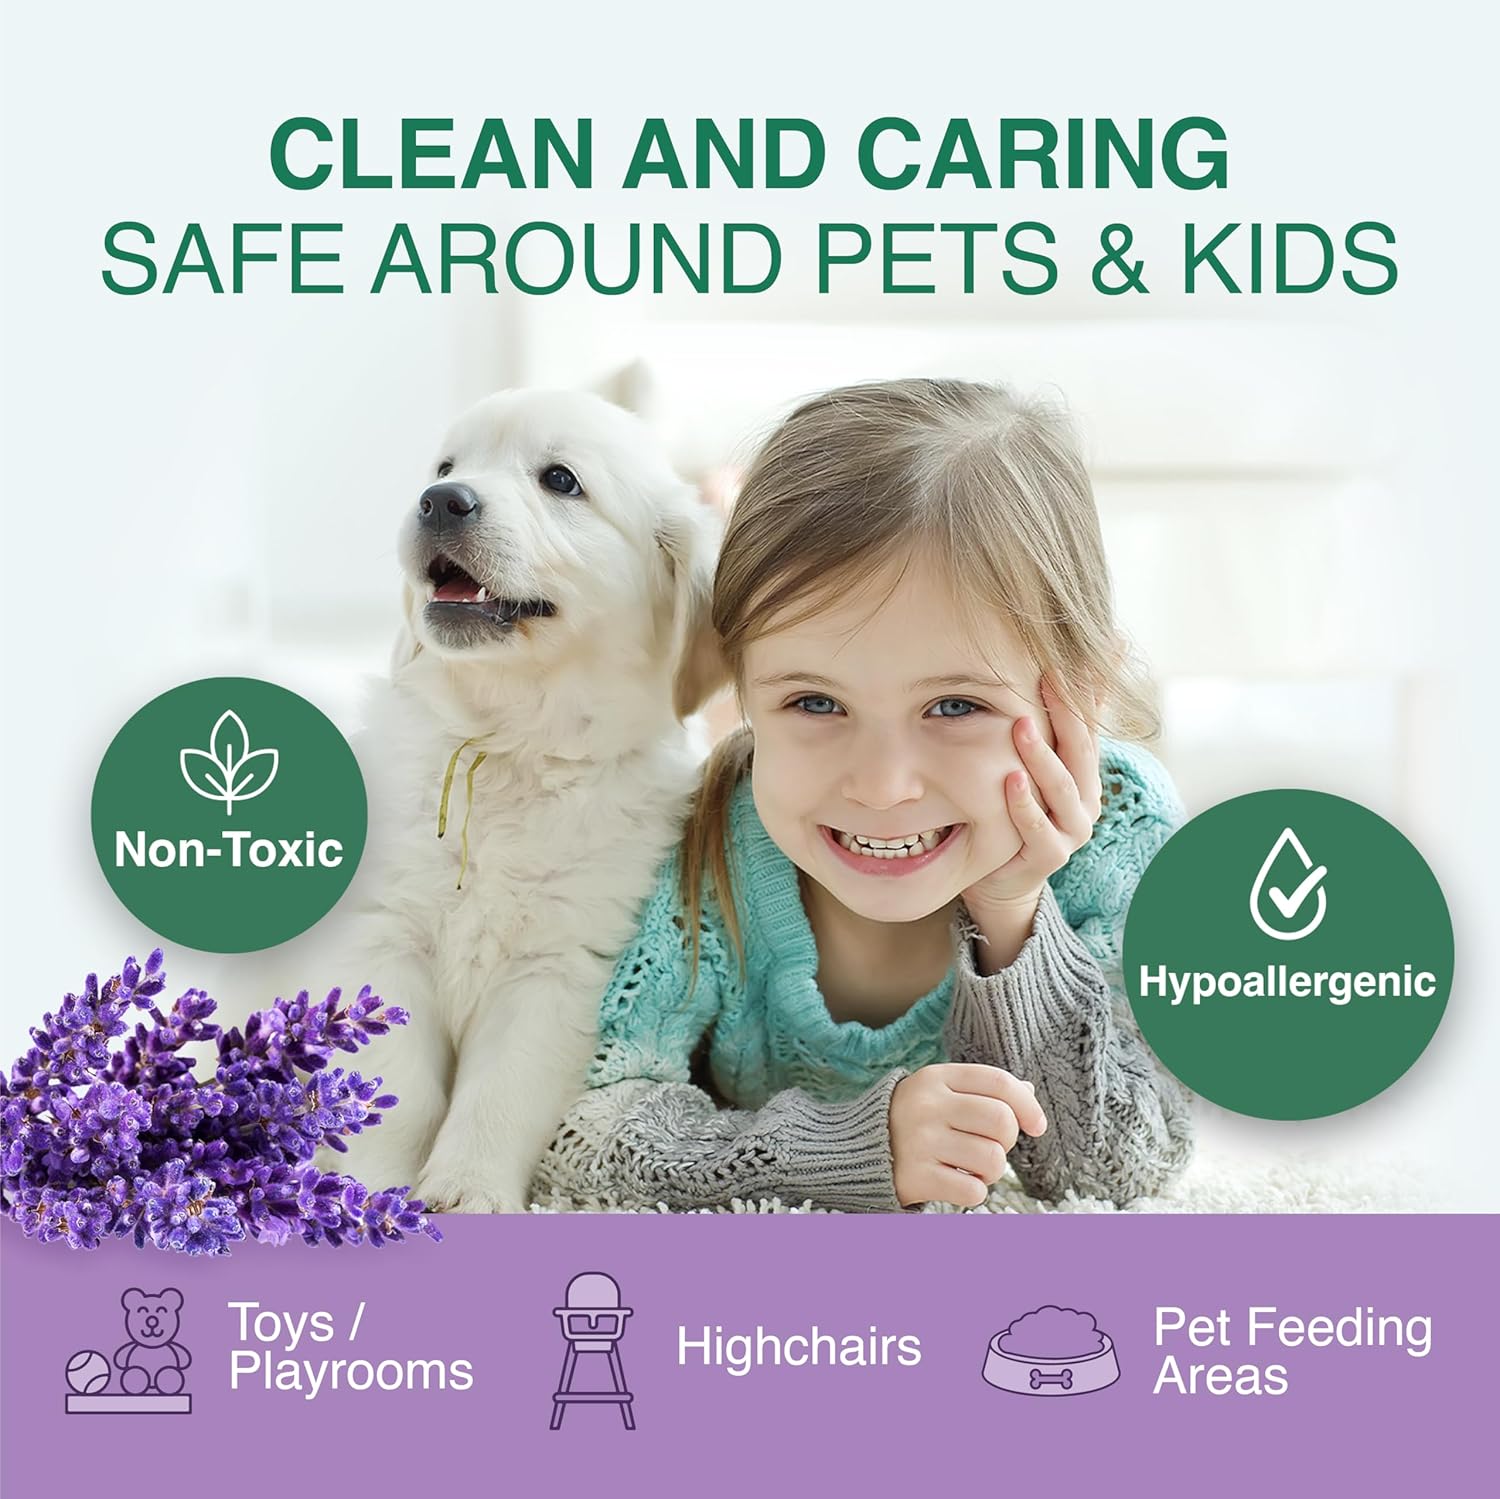 CLEAN AND CARING
SAFE AROUND PETS & KIDS
Non-Toxic
Hypoallergenic
Toys /
Playrooms
Highchairs
Pet Feeding
Areas